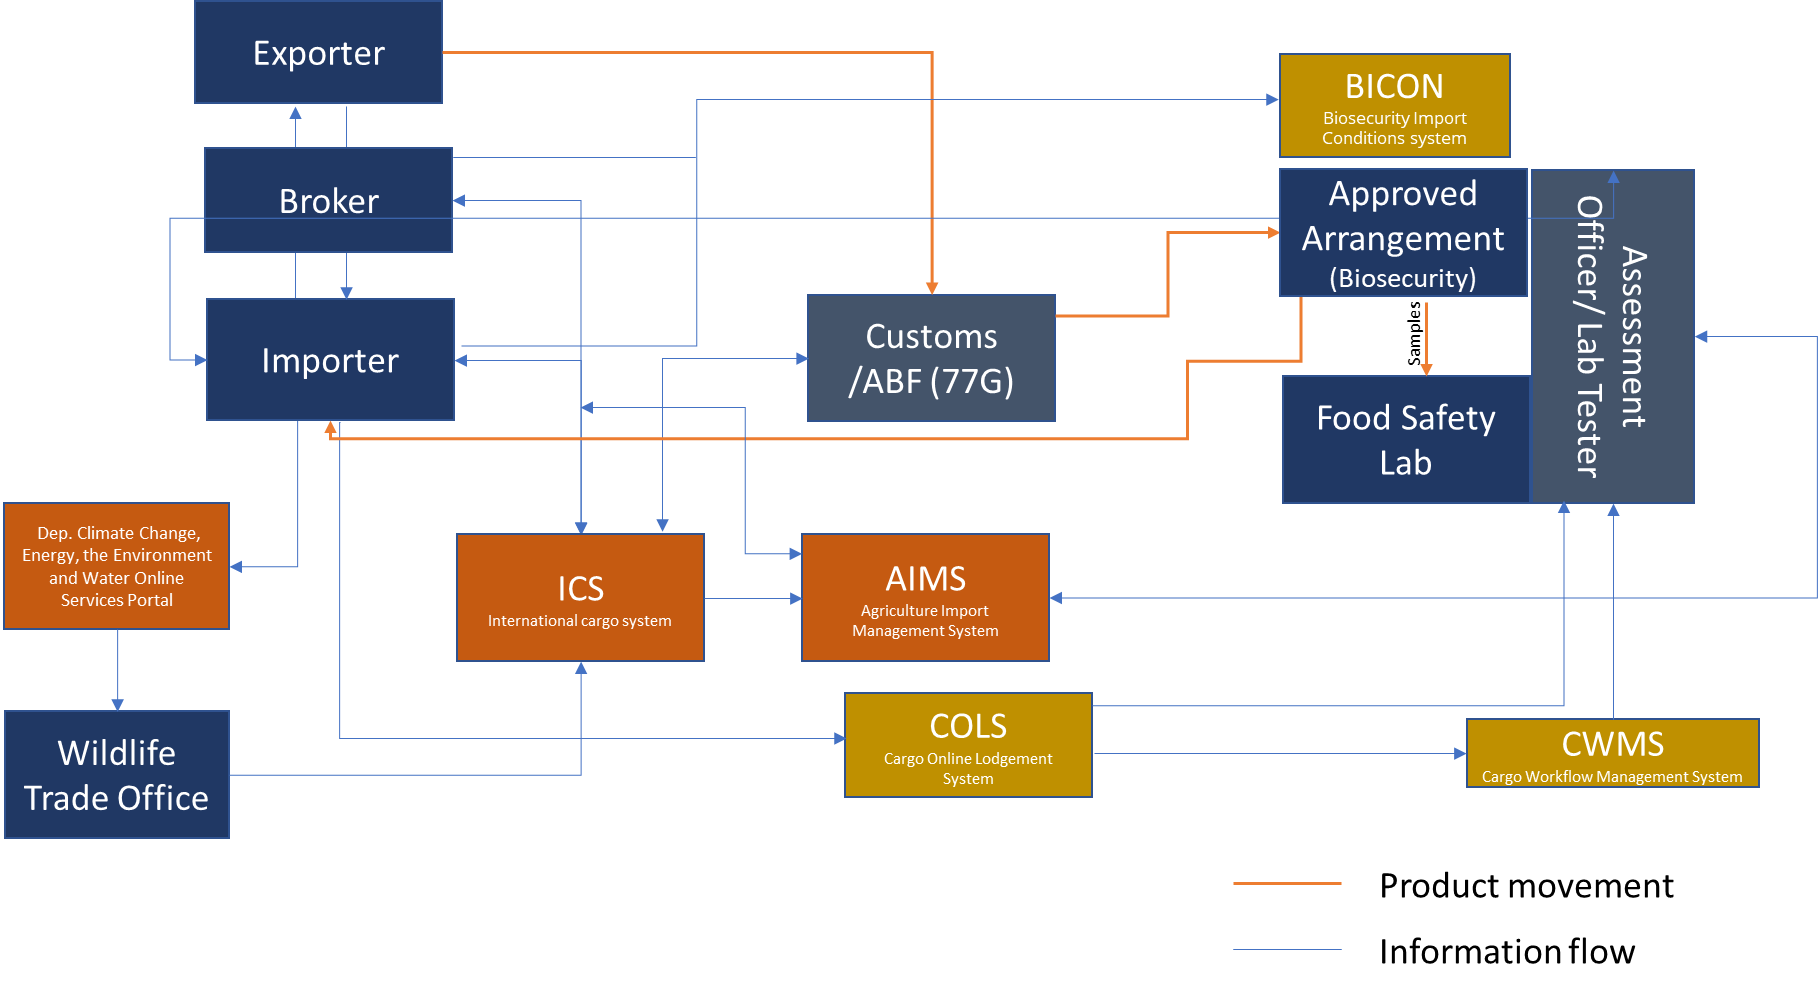 Exporter
BICON
Biosecurity Import
Conditions system
Broker
Approved
Arrangement
(Biosecurity)
Assessment
Officer/ Lab Tester
Importer
Customs
/ABF (77G)
Samples
Food Safety
Lab
Dep. Climate Change,
Energy, the Environment
and Water Online
Services Portal
ICS
International cargo system
AIMS
Agriculture Import
Management System
Wildlife
Trade Office
COLS
Cargo Online Lodgement
System
CWMS
Cargo Workflow Management System
Product movement
Information flow